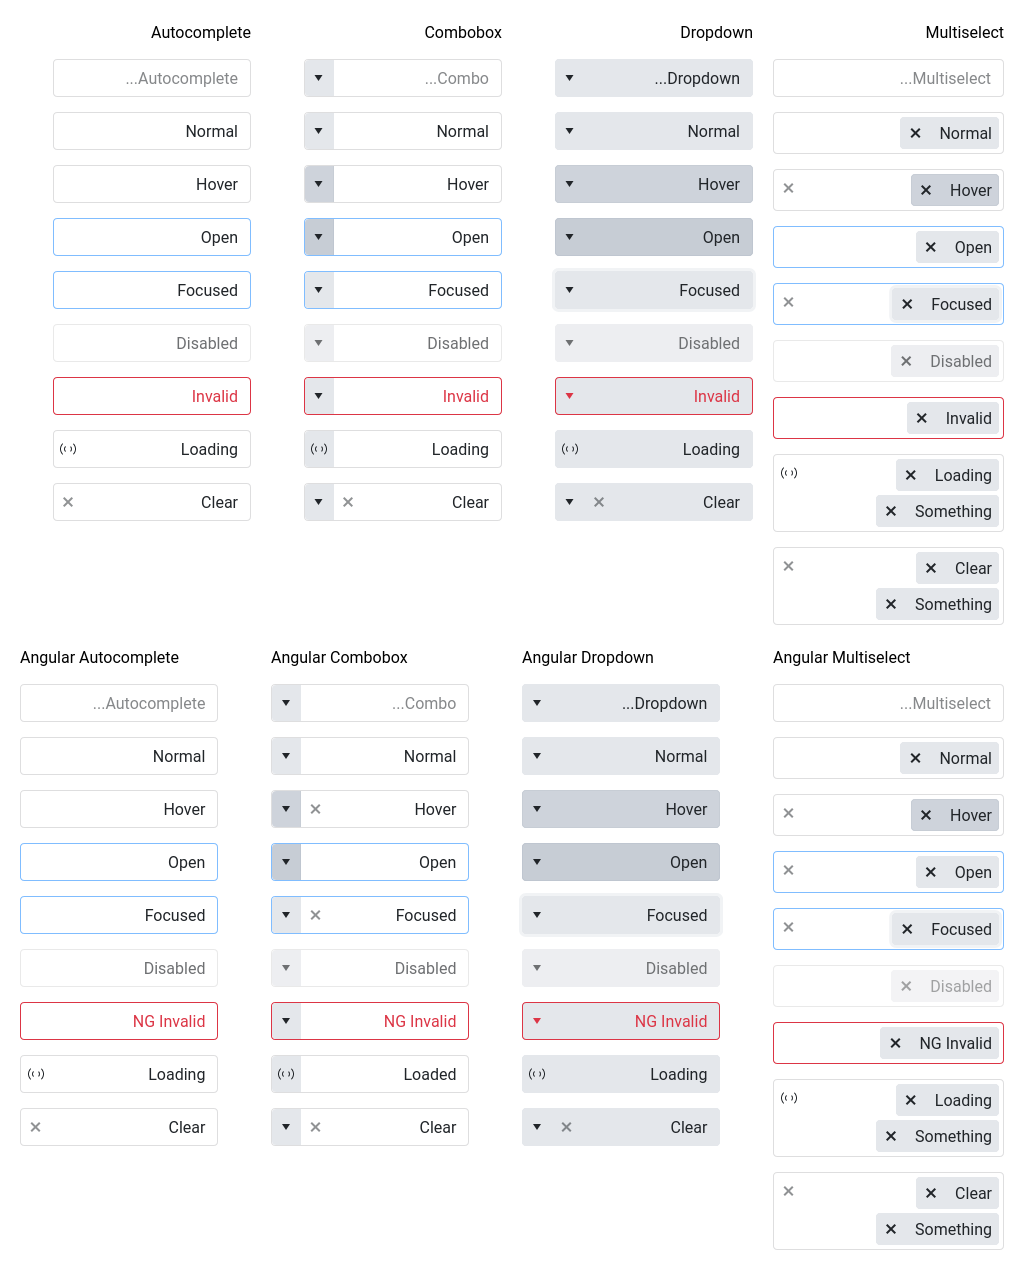 Autocomplete
Combobox
Dropdown
Multiselect
...Autocomplete
...Combo
...Dropdown
...Multiselect
Normal
Normal
Normal
Normal
Hover
Hover
Hover
Hover
Open
Open
Open
Open
Focused
Focused
Focused
Focused
Disabled
Disabled
Disabled
Disabled
Invalid
Invalid
Invalid
Invalid
Loading
Loading
Loading
Loading
Something
Clear
Clear
Clear
Clear
Something
Angular Autocomplete
Angular Combobox
Angular Dropdown
Angular Multiselect
...Autocomplete
...Combo
...Dropdown
...Multiselect
Normal
Normal
Normal
Normal
Hover
Hover
Hover
Hover
Open
Open
Open
Open
Focused
Focused
Focused
Focused
Disabled
Disabled
Disabled
Disabled
NG Invalid
NG Invalid
NG Invalid
NG Invalid
Loading
Loaded
Loading
Loading
Something
Clear
Clear
Clear
Clear
Something